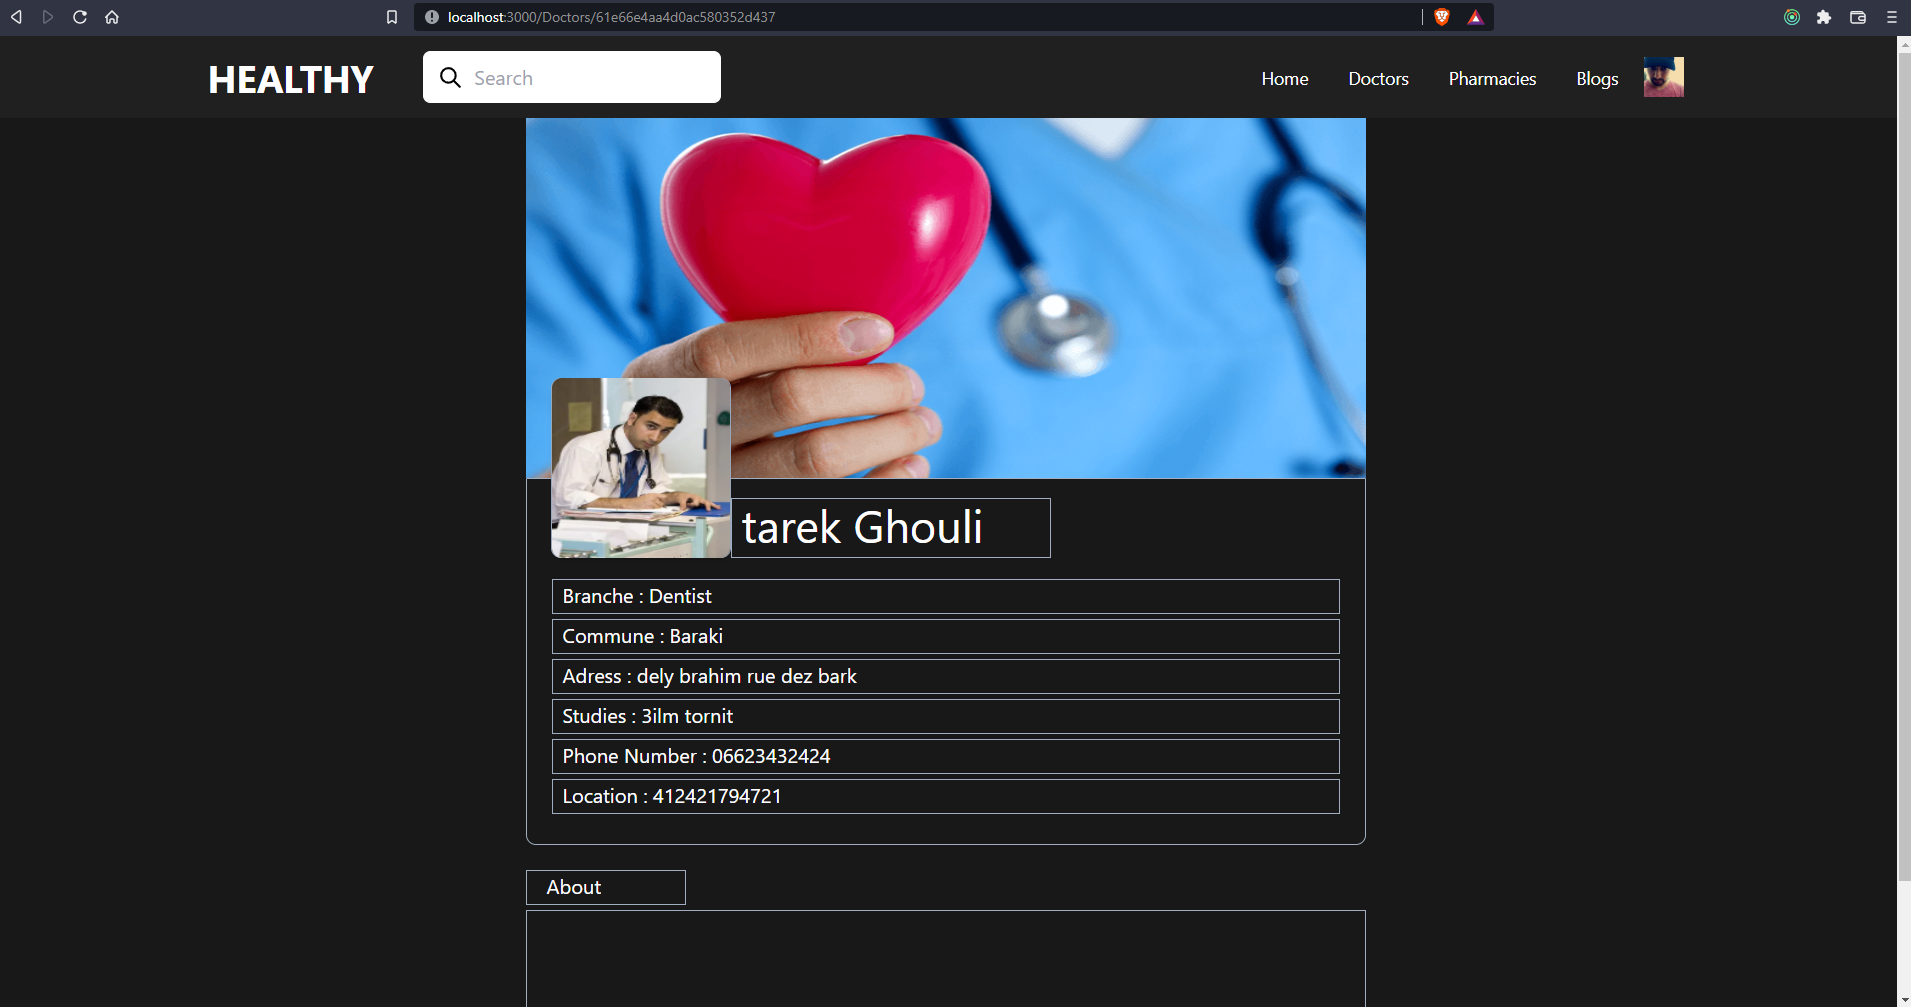 localhost:3000/Doctors/61e66e4aa4d0ac580352d437
HEALTHY
Search
Home
Doctors
Pharmacies
Blogs
tarek Ghouli
Branche : Dentist
Commune : Baraki
Adress : dely brahim rue dez bark
Studies : 3ilm tornit
Phone Number : 06623432424
Location : 412421794721
About